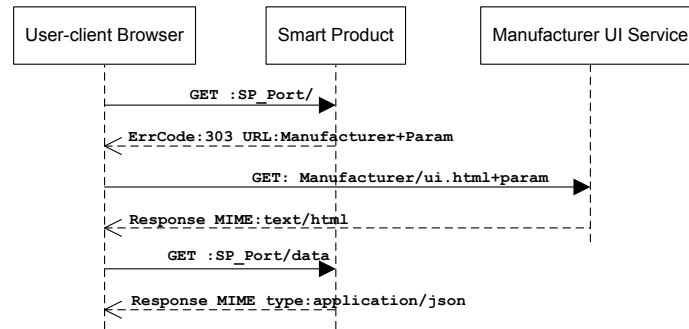 User-client Browser
Smart Product
Manufacturer UI Service
GET :SP_Port/
ErrCode:303 URL:Manufacturer+Param
GET: Manufacturer/ui.html+param
Response MIME:text/html
GET :SP_Port/data
Response MIME type:application/json